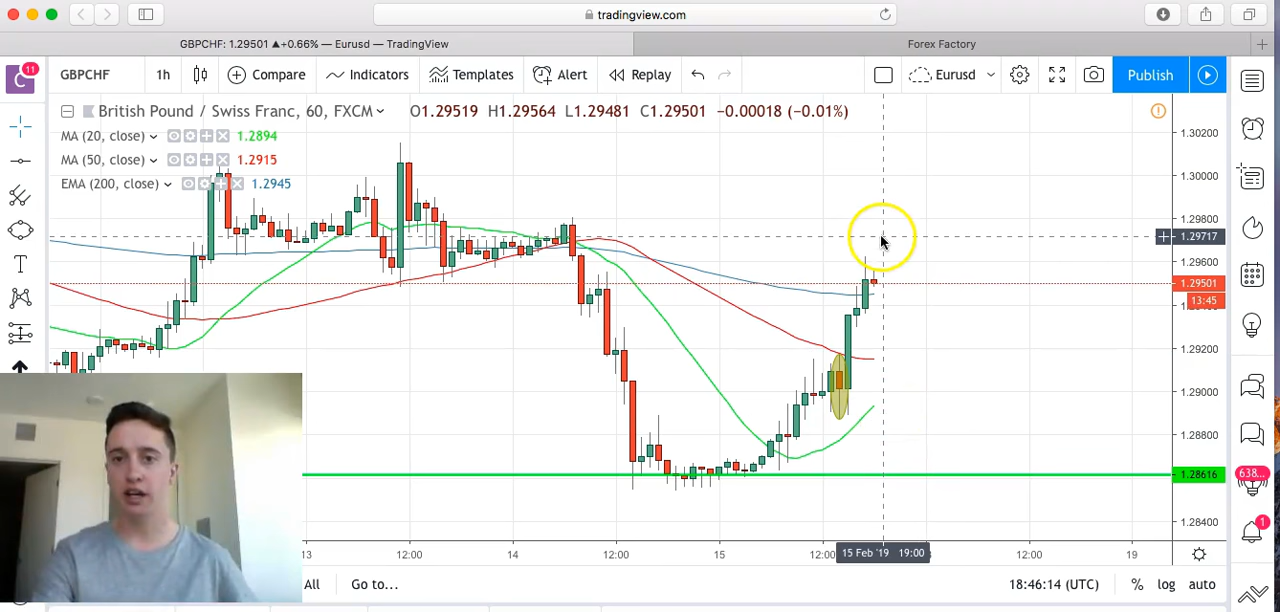 tradingview.com
GBPCHF: 1.29501 ▲+0.66% — Eurusd — TradingView
Forex Factory
C
11
GBPCHF
1h
Compare
Indicators
Templates
Alert
Replay
Eurusd
Publish
British Pound / Swiss Franc, 60, FXCM
O1.29519 H1.29564 L1.29481 C1.29501 −0.00018 (−0.01%)
MA (20, close) 1.2894
MA (50, close) 1.2915
EMA (200, close) 1.2945
1.30200
1.30000
1.29800
1.29717
1.29600
1.29501
13:45
1.29200
1.29000
1.28800
1.28616
1.28400
T
638...
1
13
12:00
14
12:00
15
12:00
15 Feb '19 19:00
12:00
19
All
Go to...
18:46:14 (UTC)
%
log
auto